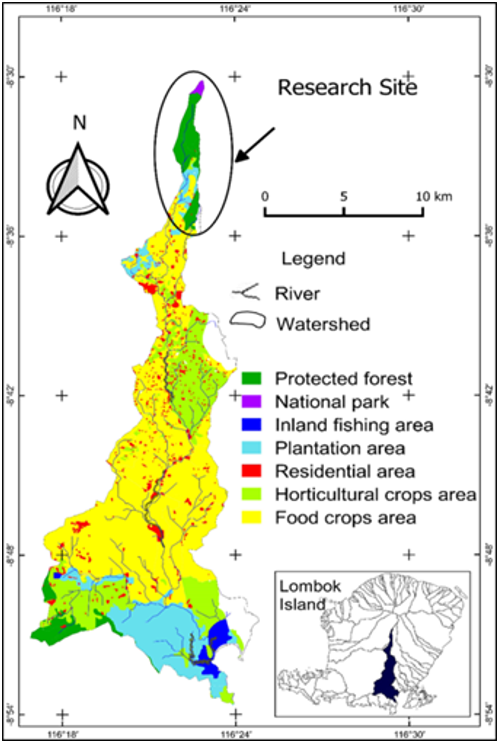 116°18' 116°24' 116°30'
-8°30'
Research Site
N
0 5 10 km
-8°36'
Legend
River
Watershed
Protected forest
-8°42'
National park
Inland fishing area
Plantation area
Residential area
Horticultural crops area
Food crops area
-8°48'
Lombok
Island
-8°54'
116°18' 116°24' 116°30'
-8°30'
-8°36'
-8°42'
-8°48'
-8°54'